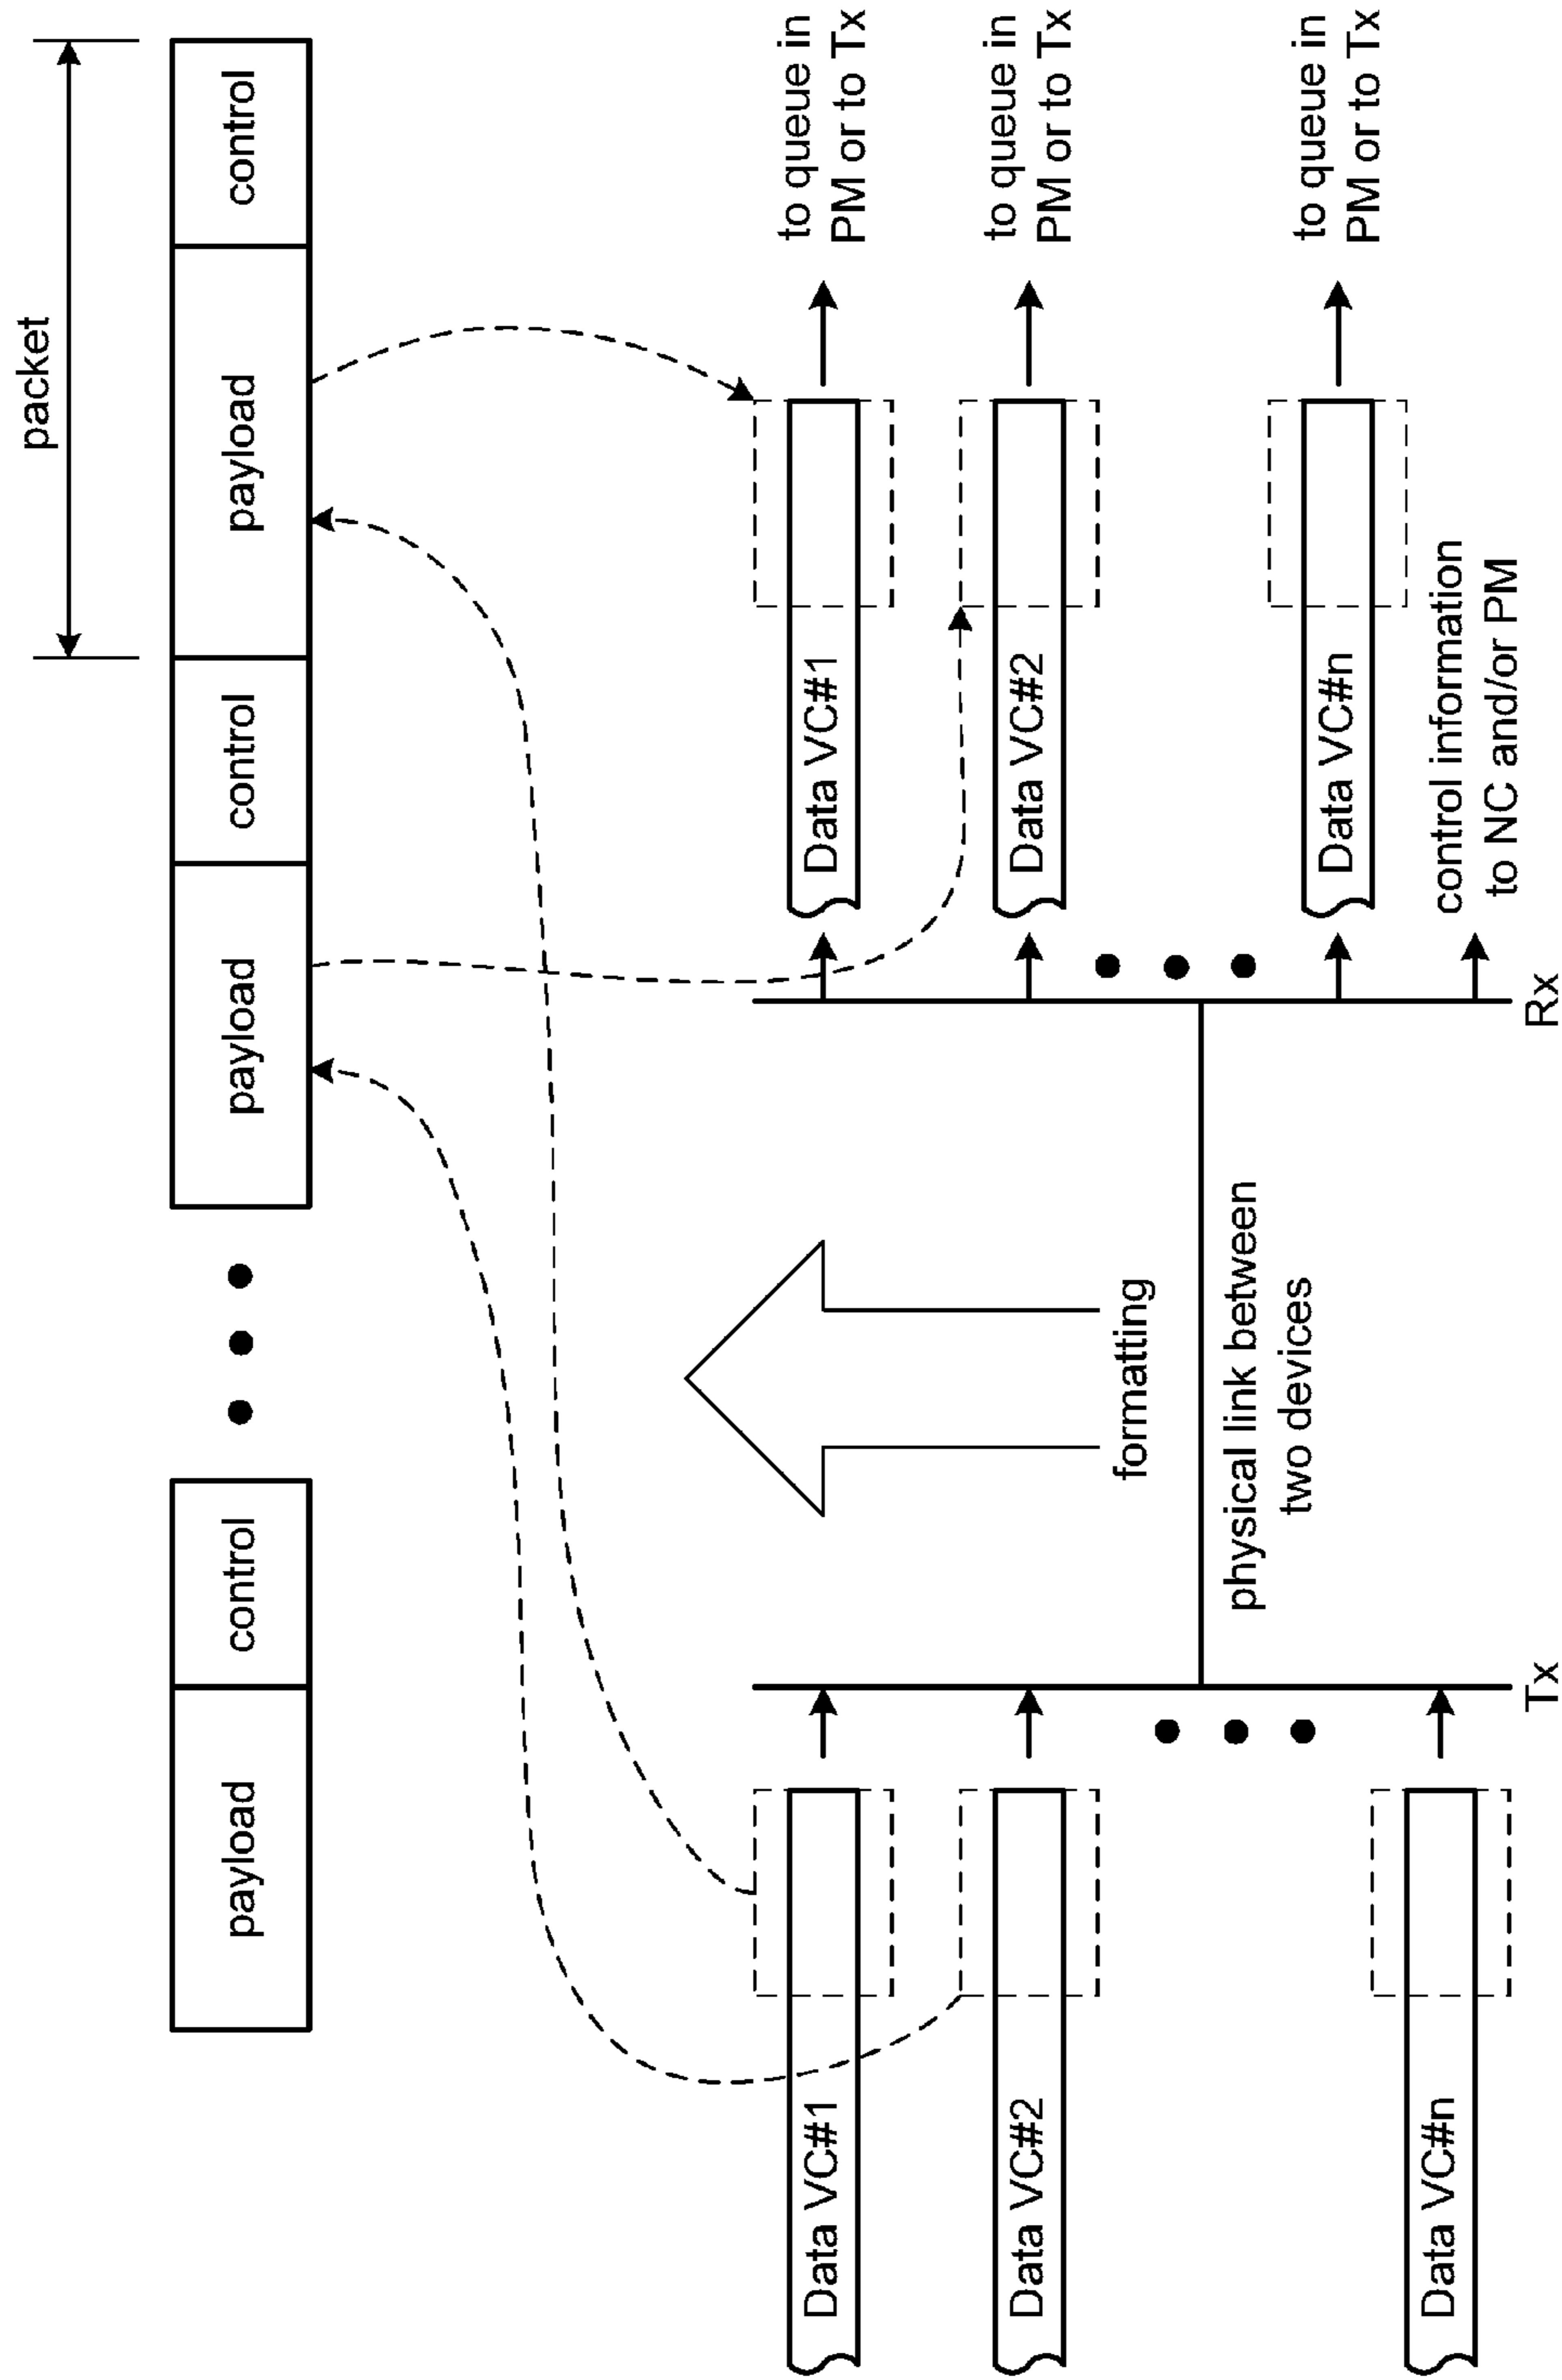 packet
payload
control
payload
control
payload
control
formatting
Data VC#1
Data VC#2
Data VC#n
Tx
physical link between
two devices
Rx
Data VC#1
Data VC#2
Data VC#n
to queue in
PM or to Tx
to queue in
PM or to Tx
to queue in
PM or to Tx
control information
to NC and/or PM